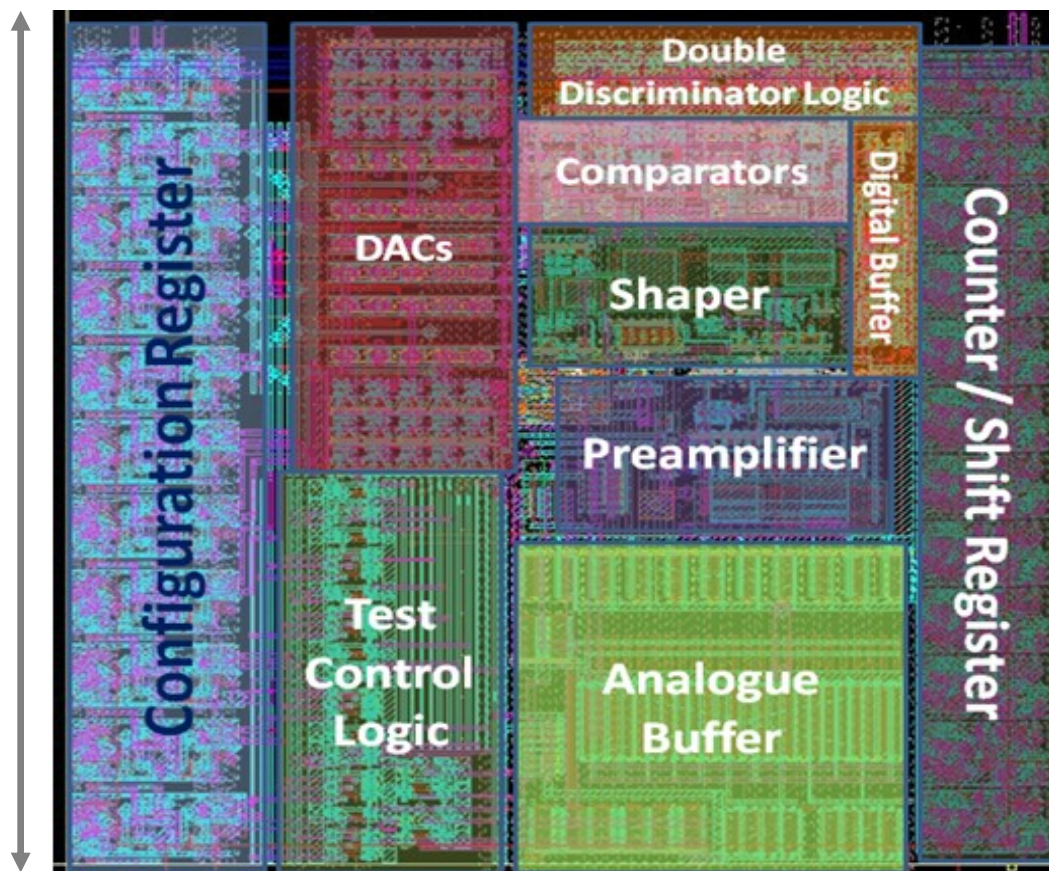 Configuration Register
DACs
Test
Control
Logic
Double
Discriminator Logic
Comparators
Digital Buffer
Shaper
Preamplifier
Analogue
Buffer
Counter / Shift Register